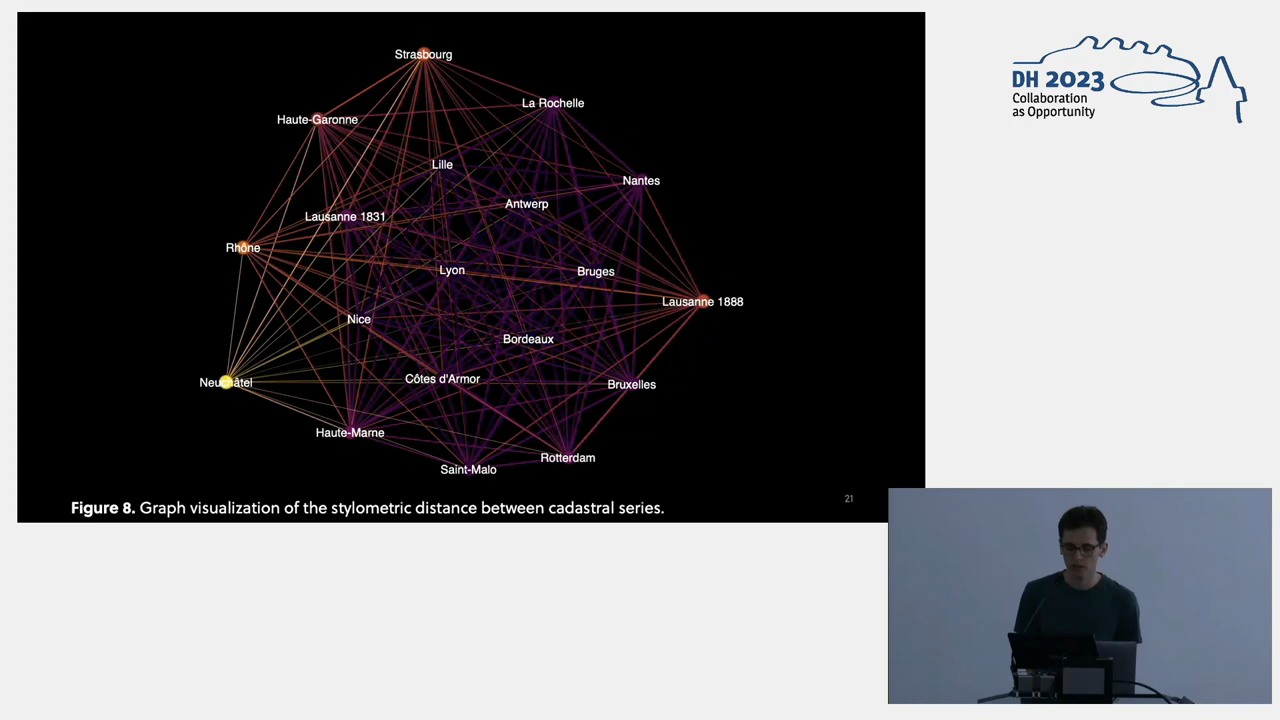 Strasbourg
La Rochelle
Haute-Garonne
Lille
Nantes
Antwerp
Lausanne 1831
Rhône
Lyon
Bruges
Lausanne 1888
Nice
Bordeaux
Côtes d'Armor
Neuchâtel
Bruxelles
Haute-Marne
Rotterdam
Saint-Malo
21
Figure 8. Graph visualization of the stylometric distance between cadastral series.
DH 2023
Collaboration
as Opportunity